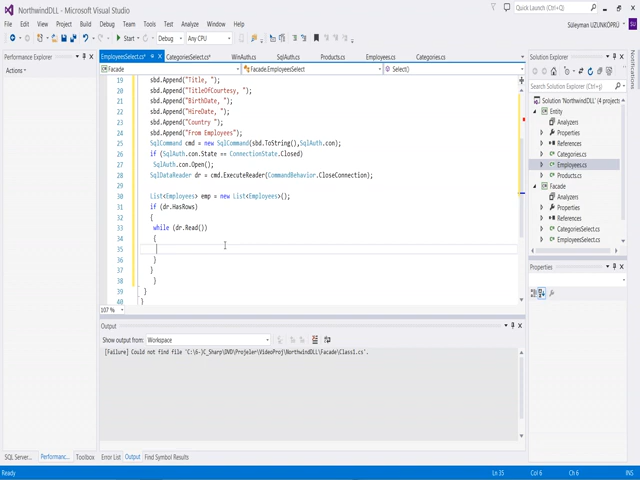 NorthwindDLL - Microsoft Visual Studio
Quick Launch (Ctrl+Q)
File Edit View Project Build Debug Team Tools Test Analyze Window Help
Süleyman UZUNKÖPRÜ
Start Debug Any CPU
Performance Explorer
Actions
EmployeesSelect.cs* CategoriesSelect.cs* WinAuth.cs SqlAuth.cs Products.cs Employees.cs Categories.cs
Facade Facade.EmployeeSelect Select()
19 sbd.Append("Title, ");
20 sbd.Append("TitleOfCourtesy, ");
21 sbd.Append("BirthDate, ");
22 sbd.Append("HireDate, ");
23 sbd.Append("Country ");
24 sbd.Append("From Employees");
25 SqlCommand cmd = new SqlCommand(sbd.ToString(),SqlAuth.con);
26 if (SqlAuth.con.State == ConnectionState.Closed)
27 SqlAuth.con.Open();
28 SqlDataReader dr = cmd.ExecuteReader(CommandBehavior.CloseConnection);
29
30 List<Employees> emp = new List<Employees>();
31 if (dr.HasRows)
32 {
33 while (dr.Read())
34 {
35
36 }
37 }
38 }
39 }
40 }
107 %
Output
Show output from: Workspace
[Failure] Could not find file 'C:\6-)C_Sharp\DVD\Projeler\VideoProj\NorthwindDLL\Facade\Class1.cs'.
Solution Explorer
Search Solution Explorer
Solution 'NorthwindDLL' (4 projects)
Entity
Analyzers
Properties
References
Categories.cs
Employees.cs
Products.cs
Facade
Analyzers
Properties
References
CategoriesSelect.cs
EmployeesSelect.cs
Properties
Notifications
SQL Server... Performanc... Toolbox Error List Output Find Symbol Results
Ready Ln 35 Col 6 Ch 6 INS